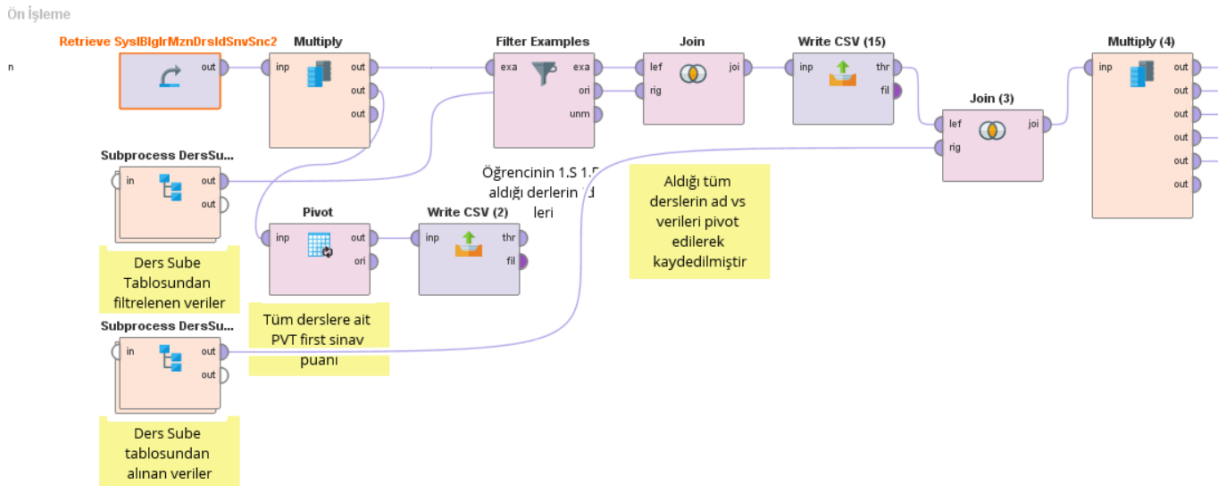 Ön İşleme
n
Retrieve SysIBlgIrMznDrsIdSnvSnc2
out
Multiply
inp out
out
out
Filter Examples
exa exa
ori
unm
Join
lef joi
rig
Write CSV (15)
inp thr
fil
Join (3)
lef joi
rig
Multiply (4)
inp out
out
out
out
out
out
Subprocess DersSu...
in out
out
Ders Sube
Tablosundan
filtrelenen veriler
Pivot
inp out
ori
Write CSV (2)
inp thr
fil
Öğrencinin 1.S
aldığı derlerin
leri
Aldığı tüm
derslerin ad vs
verileri pivot
edilerek
kaydedilmiştir
Tüm derslere ait
PVT first sinav
puanı
Subprocess DersSu...
in out
out
Ders Sube
tablosundan
alınan veriler